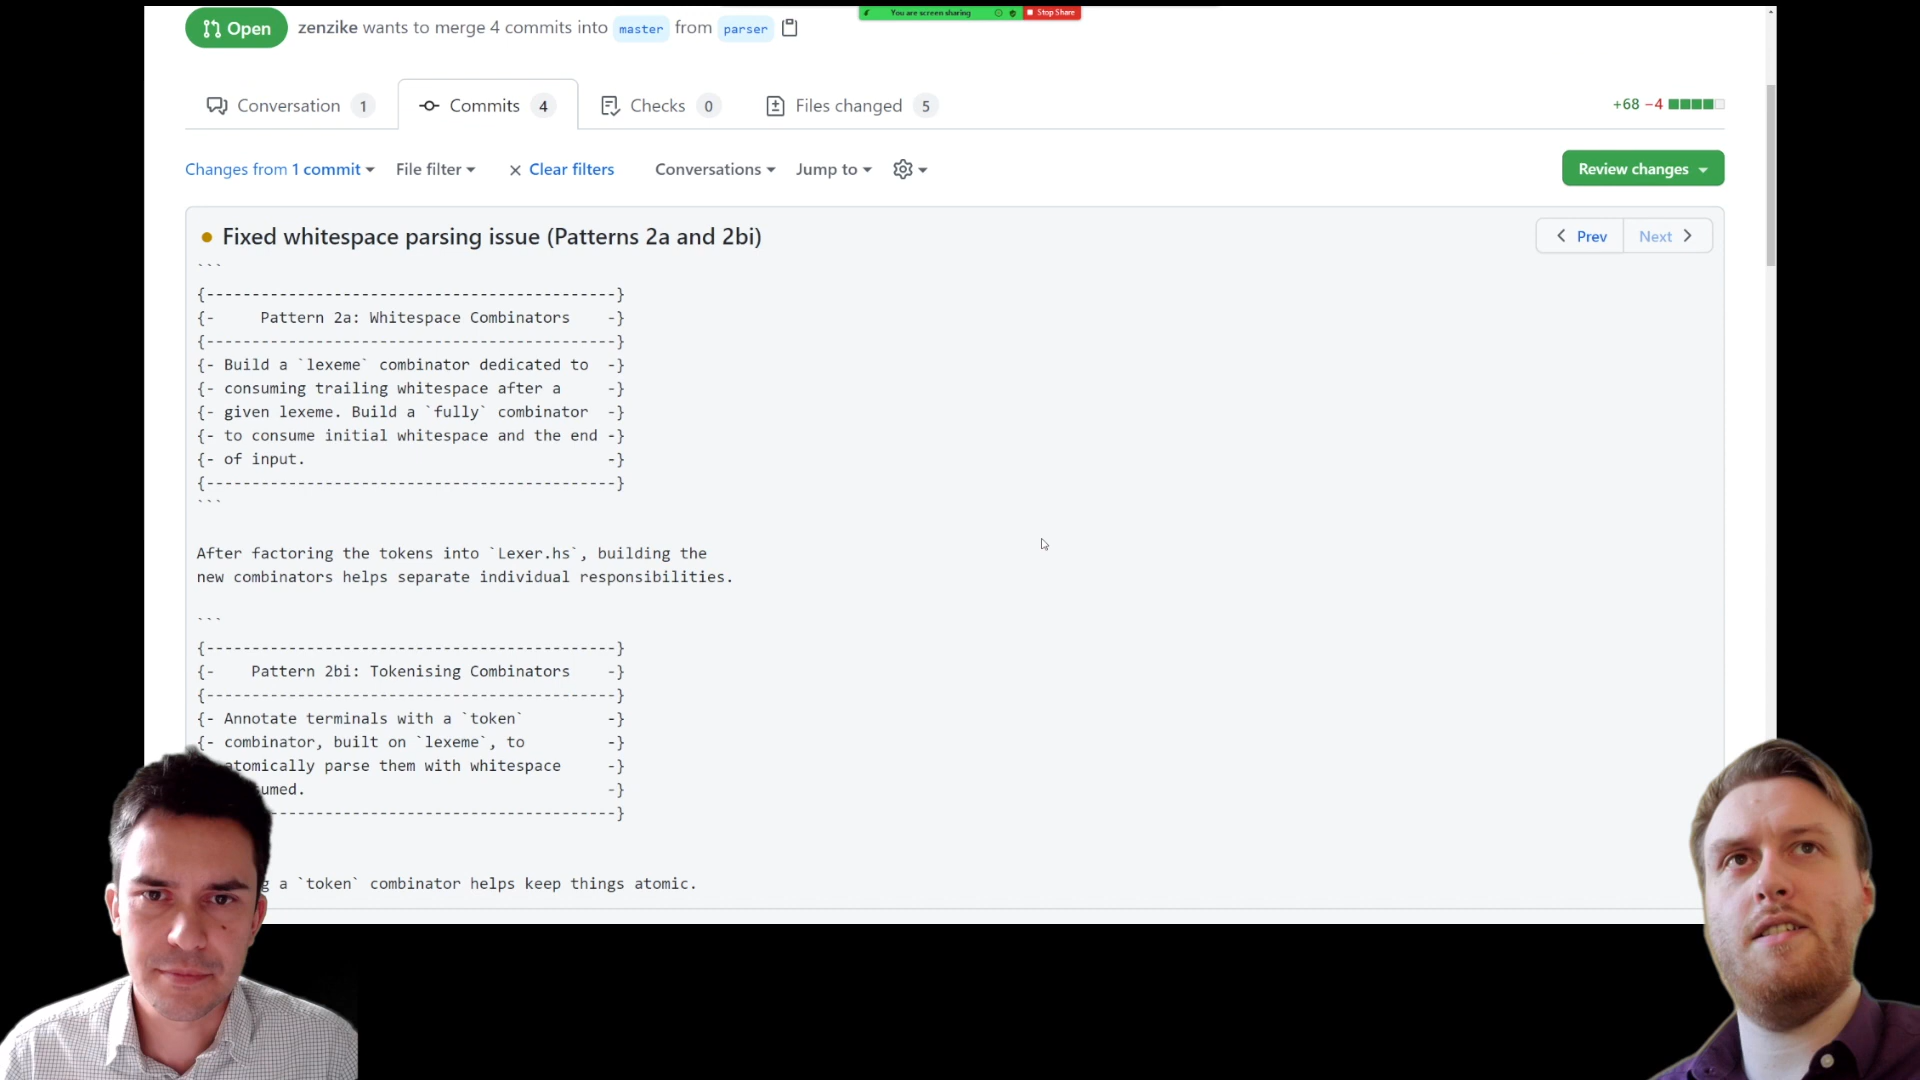 You are screen sharing Stop Share
Open zenzike wants to merge 4 commits into master from parser
Conversation 1 Commits 4 Checks 0 Files changed 5 +68 −4
Changes from 1 commit File filter Clear filters Conversations Jump to Review changes
Fixed whitespace parsing issue (Patterns 2a and 2bi) Prev Next
```
{---------------------------------------------}
{-     Pattern 2a: Whitespace Combinators    -}
{---------------------------------------------}
{- Build a `lexeme` combinator dedicated to  -}
{- consuming trailing whitespace after a     -}
{- given lexeme. Build a `fully` combinator  -}
{- to consume initial whitespace and the end -}
{- of input.                                 -}
{---------------------------------------------}
```
After factoring the tokens into `Lexer.hs`, building the
new combinators helps separate individual responsibilities.
```
{---------------------------------------------}
{-    Pattern 2bi: Tokenising Combinators    -}
{---------------------------------------------}
{- Annotate terminals with a `token`         -}
{- combinator, built on `lexeme`, to         -}
atomically parse them with whitespace     -}
umed.                                 -}
-------------------------------------}
g a `token` combinator helps keep things atomic.